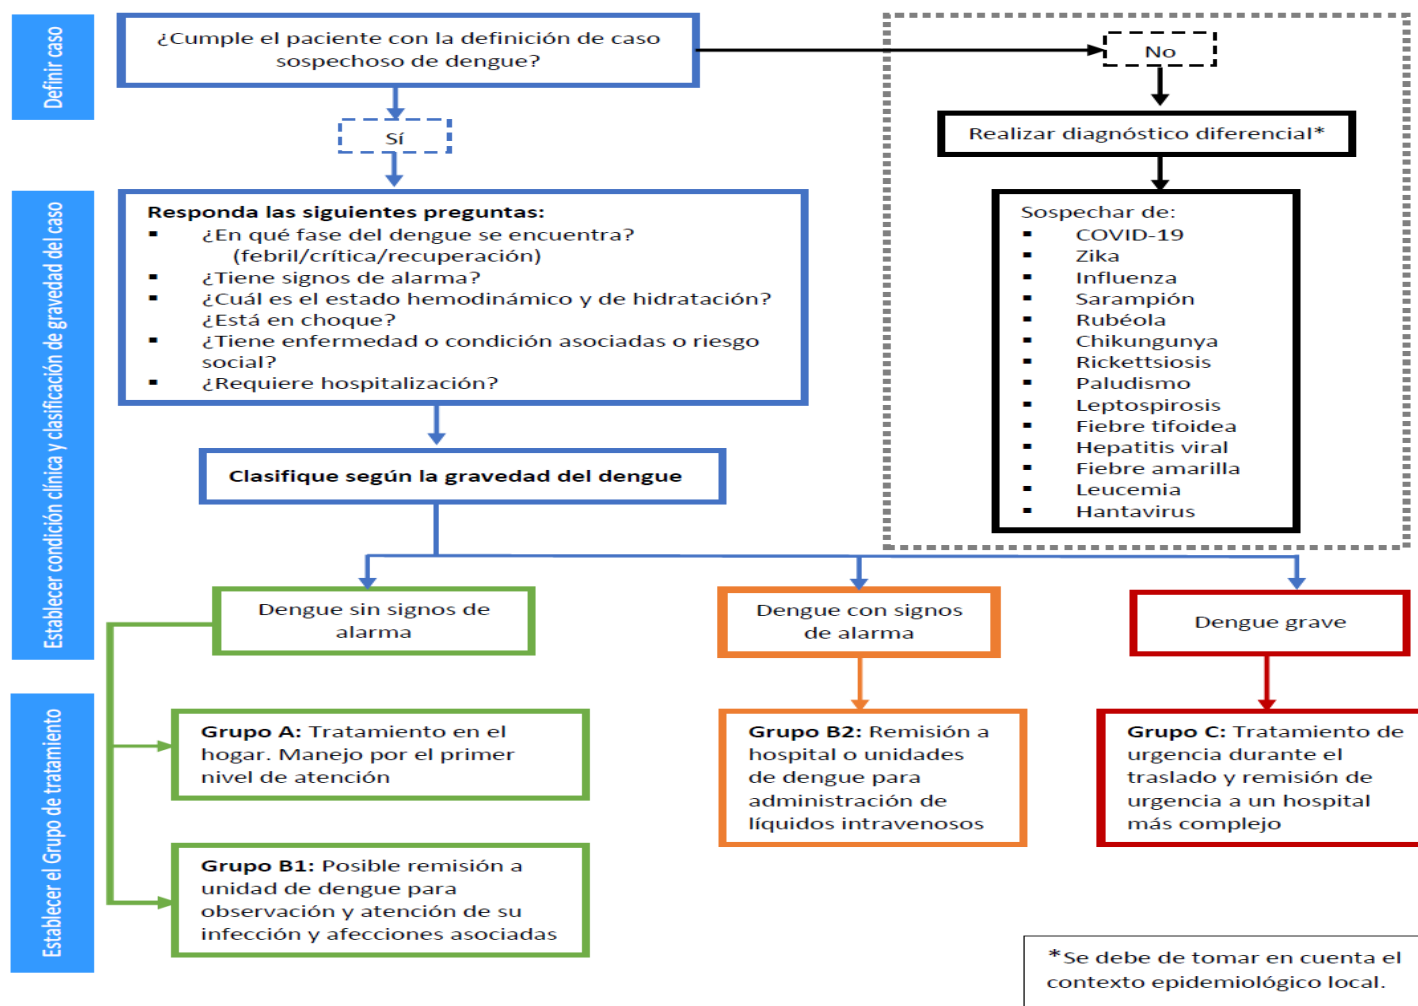 Definir caso
¿Cumple el paciente con la definición de caso
sospechoso de dengue?
No
Sí
Realizar diagnóstico diferencial*
Establecer condición clínica y clasificación de gravedad del caso
Responda las siguientes preguntas:
▪ ¿En qué fase del dengue se encuentra?
(febril/crítica/recuperación)
▪ ¿Tiene signos de alarma?
▪ ¿Cuál es el estado hemodinámico y de hidratación?
¿Está en choque?
▪ ¿Tiene enfermedad o condición asociadas o riesgo
social?
▪ ¿Requiere hospitalización?
Sospechar de:
▪ COVID-19
▪ Zika
▪ Influenza
▪ Sarampión
▪ Rubéola
▪ Chikungunya
▪ Rickettsiosis
▪ Paludismo
▪ Leptospirosis
▪ Fiebre tifoidea
▪ Hepatitis viral
▪ Fiebre amarilla
▪ Leucemia
▪ Hantavirus
Clasifique según la gravedad del dengue
Dengue sin signos de
alarma
Dengue con signos
de alarma
Dengue grave
Establecer el Grupo de tratamiento
Grupo A: Tratamiento en el
hogar. Manejo por el primer
nivel de atención
Grupo B1: Posible remisión a
unidad de dengue para
observación y atención de su
infección y afecciones asociadas
Grupo B2: Remisión a
hospital o unidades
de dengue para
administración de
líquidos intravenosos
Grupo C: Tratamiento de
urgencia durante el
traslado y remisión de
urgencia a un hospital
más complejo
*Se debe de tomar en cuenta el
contexto epidemiológico local.